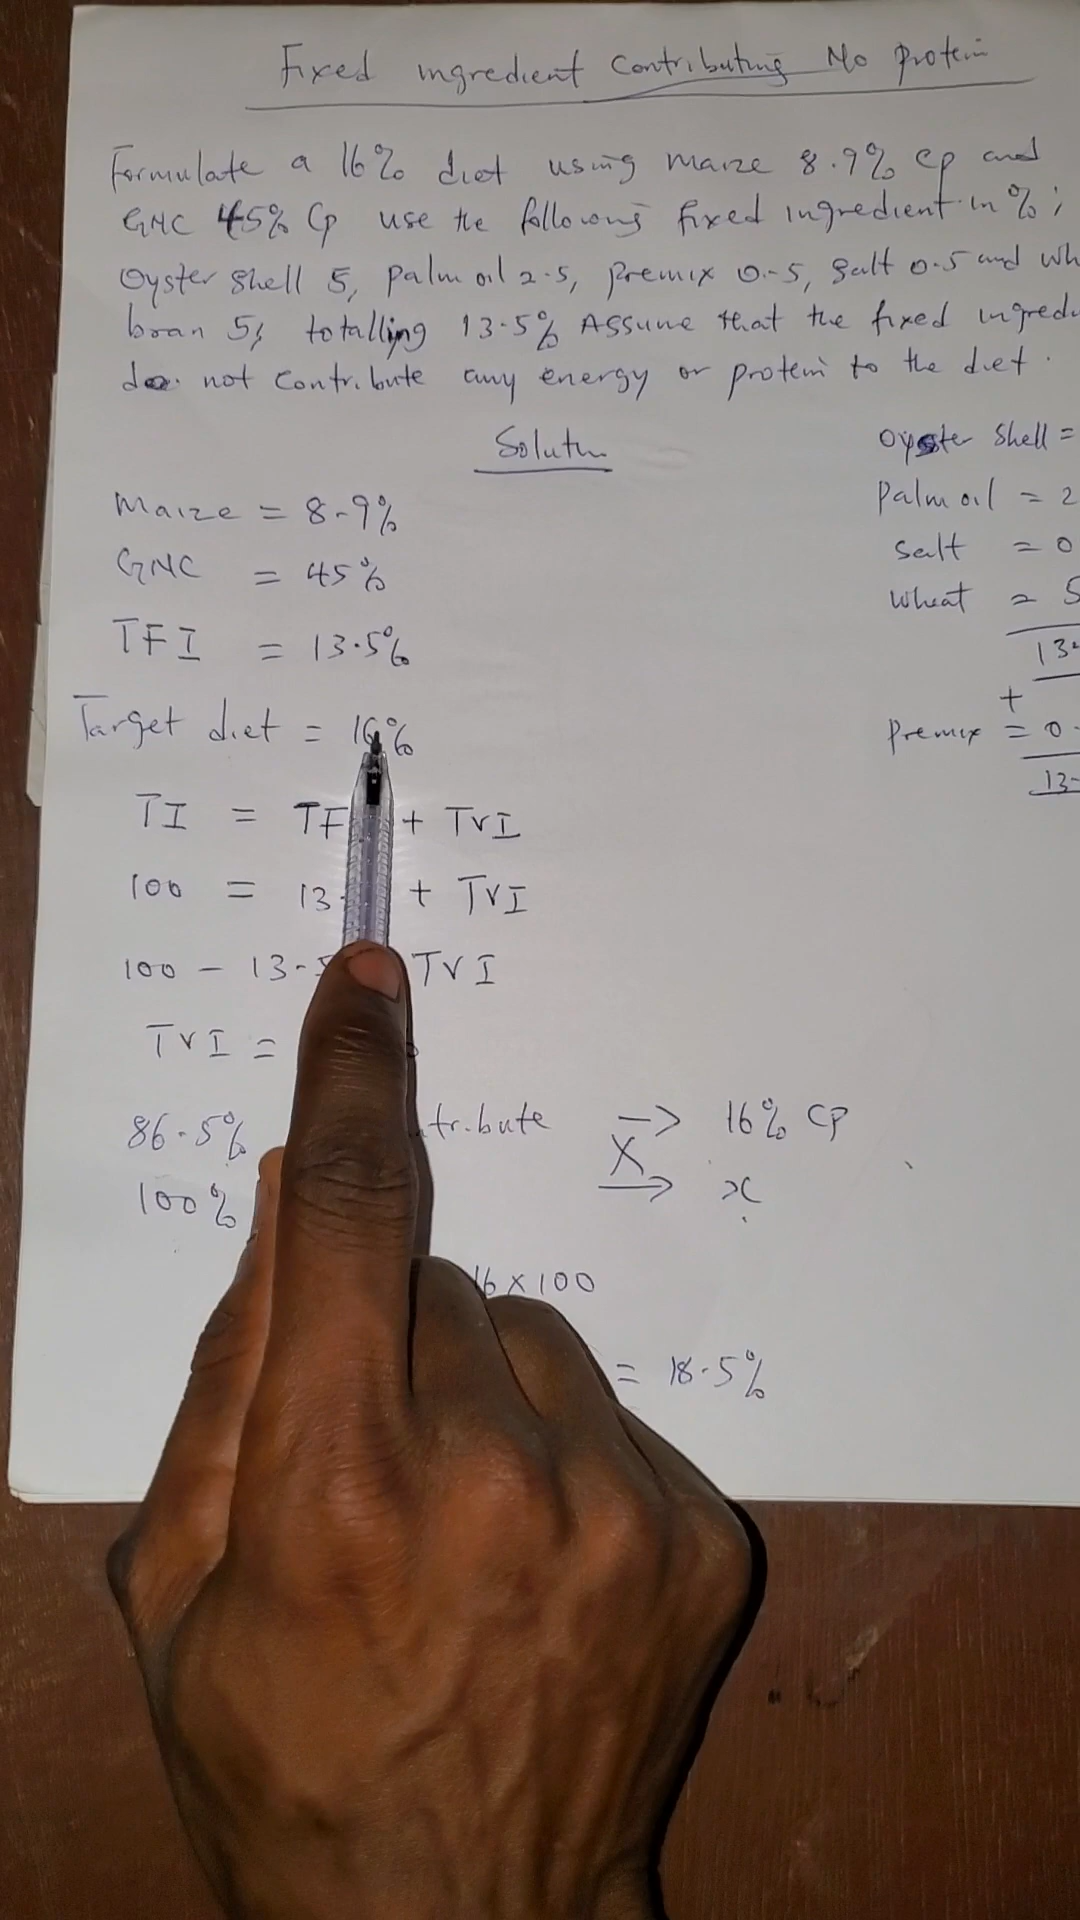 Fixed ingredient Contributing No protein
Formulate a 16% diet using maize 8.9% cp and
GNC 45% Cp use the following fixed ingredient in %;
Oyster shell 5, palm oil 2.5, premix 0.5, salt 0.5 and wh
bran 5, totalling 13.5% Assume that the fixed ingred
do not contribute any energy or protein to the diet.
Solutn
Maize = 8.9%
GNC = 45%
TFI = 13.5%
Target diet = 16%
TI = TF + TVI
100 = 13. + TVI
100 - 13.5 TVI
TVI =
86.5% ntribute → 16% CP
X
100% → x
16 x 100
= 18.5%
Oyster Shell =
Palm oil = 2
Salt = 0
Wheat = 5
13.
+
Premix = 0.
13.